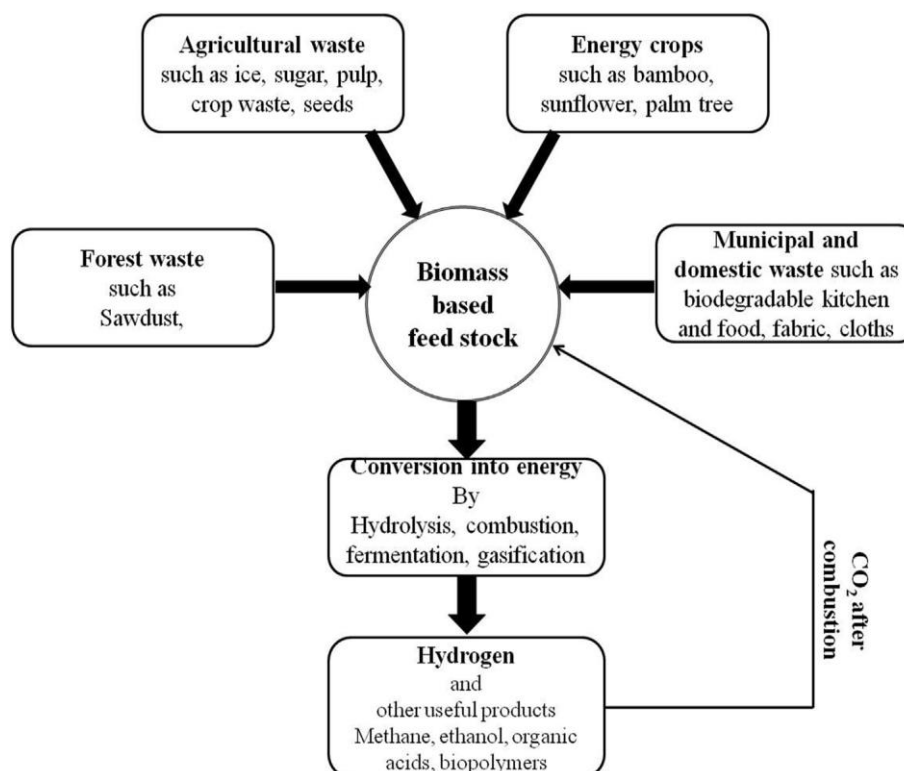 Agricultural waste
such as ice, sugar, pulp,
crop waste, seeds
Energy crops
such as bamboo,
sunflower, palm tree
Forest waste
such as
Sawdust,
Biomass
based
feed stock
Municipal and
domestic waste such as
biodegradable kitchen
and food, fabric, cloths
Conversion into energy
By
Hydrolysis, combustion,
fermentation, gasification
CO₂ after
combustion
Hydrogen
and
other useful products
Methane, ethanol, organic
acids, biopolymers